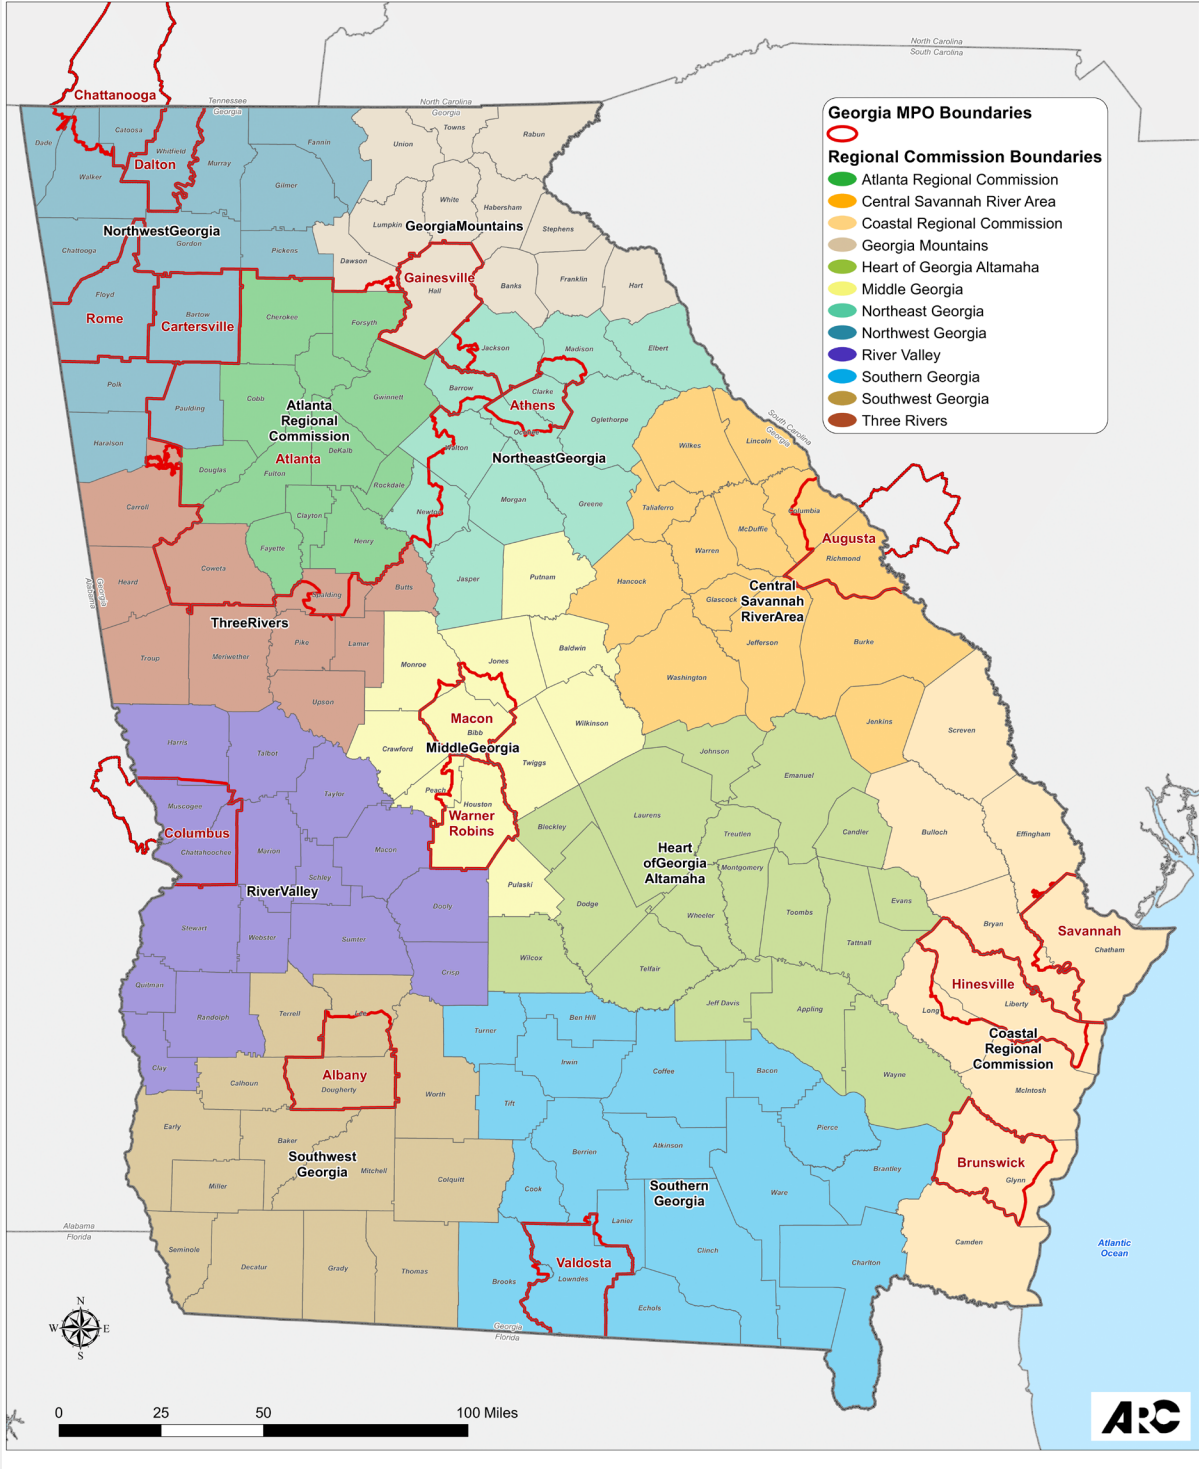 North Carolina
South Carolina
Chattanooga
Tennessee
Georgia
North Carolina
Georgia
Georgia MPO Boundaries
Regional Commission Boundaries
Atlanta Regional Commission
Central Savannah River Area
Coastal Regional Commission
Georgia Mountains
Heart of Georgia Altamaha
Middle Georgia
Northeast Georgia
Northwest Georgia
River Valley
Southern Georgia
Southwest Georgia
Three Rivers
Dade
Catoosa
Whitfield
Dalton
Walker
Murray
Fannin
Gilmer
Union
Towns
Rabun
White
Habersham
Lumpkin
Stephens
GeorgiaMountains
NorthwestGeorgia
Chattooga
Gordon
Pickens
Dawson
Gainesville
Hall
Banks
Franklin
Hart
Floyd
Rome
Bartow
Cartersville
Cherokee
Forsyth
Jackson
Madison
Elbert
Polk
Paulding
Haralson
Cobb
Gwinnett
Barrow
Clarke
Athens
Oglethorpe
Atlanta
Regional
Commission
Atlanta
DeKalb
Fulton
Douglas
Rockdale
Walton
NortheastGeorgia
Wilkes
Lincoln
South Carolina
Georgia
Carroll
Clayton
Henry
Fayette
Newton
Morgan
Greene
Taliaferro
McDuffie
Columbia
Augusta
Richmond
Warren
Georgia
Alabama
Heard
Coweta
Spalding
Butts
Jasper
Putnam
Hancock
Glascock
Central
Savannah
RiverArea
ThreeRivers
Troup
Meriwether
Pike
Lamar
Upson
Monroe
Jones
Baldwin
Washington
Jefferson
Burke
Jenkins
Screven
Macon
Bibb
MiddleGeorgia
Crawford
Wilkinson
Twiggs
Peach
Houston
Warner
Robins
Johnson
Emanuel
Harris
Talbot
Taylor
Muscogee
Columbus
Chattahoochee
Marion
Macon
Schley
RiverValley
Bleckley
Laurens
Treutlen
Candler
Bulloch
Effingham
Heart
ofGeorgia
Altamaha
Montgomery
Pulaski
Dodge
Wheeler
Toombs
Evans
Tattnall
Bryan
Savannah
Chatham
Stewart
Webster
Sumter
Dooly
Crisp
Wilcox
Telfair
Hinesville
Liberty
Long
Quitman
Randolph
Terrell
Lee
Clay
Calhoun
Albany
Dougherty
Worth
Turner
Ben Hill
Irwin
Tift
Coffee
Jeff Davis
Appling
Bacon
Wayne
Coastal
Regional
Commission
McIntosh
Early
Baker
Mitchell
Southwest
Georgia
Miller
Colquitt
Berrien
Cook
Atkinson
Southern
Georgia
Ware
Pierce
Brantley
Brunswick
Glynn
Camden
Alabama
Florida
Seminole
Decatur
Grady
Thomas
Brooks
Valdosta
Lowndes
Lanier
Clinch
Echols
Charlton
Atlantic
Ocean
Georgia
Florida
N
W
E
S
0
25
50
100 Miles
ARC